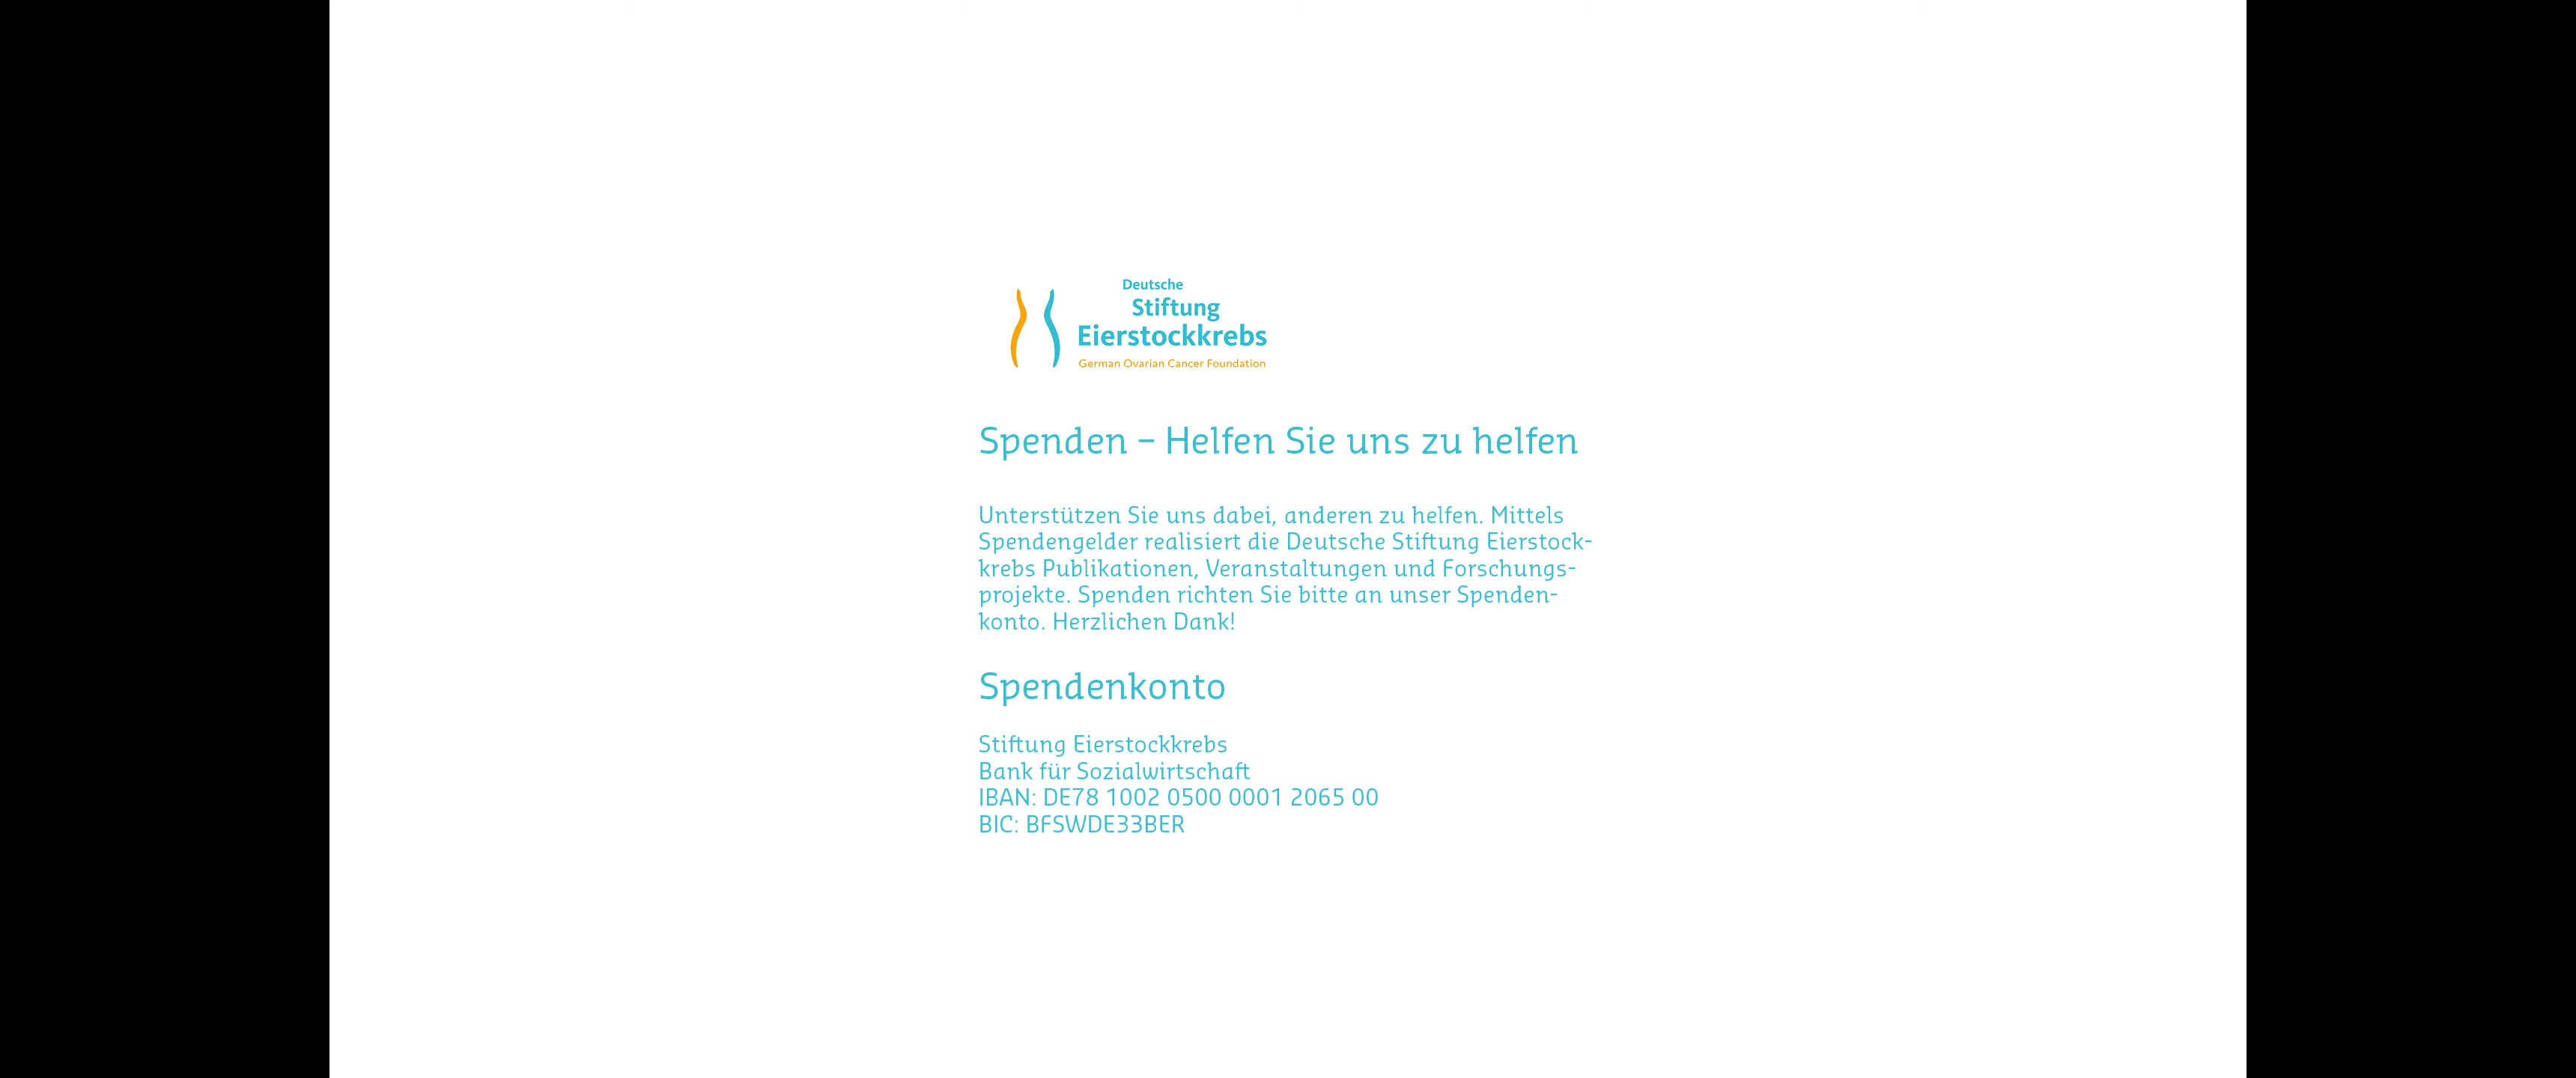 Deutsche
Stiftung
Eierstockkrebs
German Ovarian Cancer Foundation
Spenden – Helfen Sie uns zu helfen
Unterstützen Sie uns dabei, anderen zu helfen. Mittels
Spendengelder realisiert die Deutsche Stiftung Eierstock-
krebs Publikationen, Veranstaltungen und Forschungs-
projekte. Spenden richten Sie bitte an unser Spenden-
konto. Herzlichen Dank!
Spendenkonto
Stiftung Eierstockkrebs
Bank für Sozialwirtschaft
IBAN: DE78 1002 0500 0001 2065 00
BIC: BFSWDE33BER